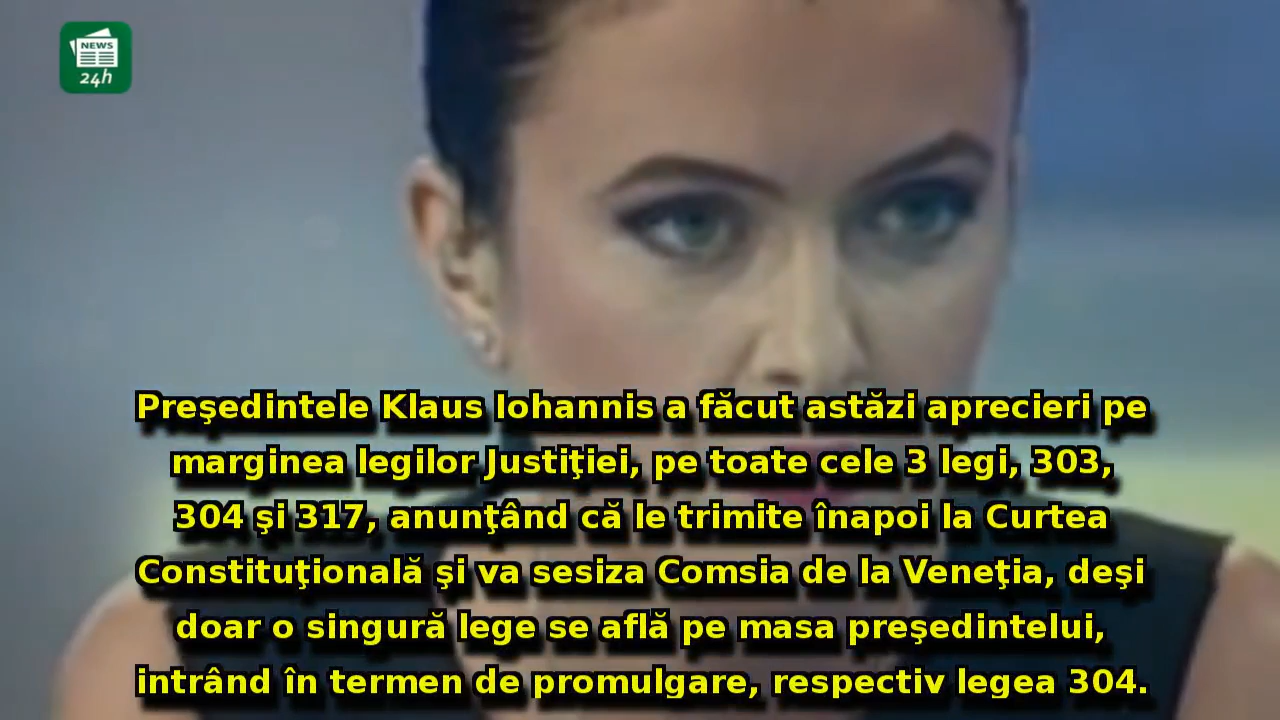 NEWS
24h
Preşedintele Klaus Iohannis a făcut astăzi aprecieri pe
marginea legilor Justiţiei, pe toate cele 3 legi, 303,
304 şi 317, anunţând că le trimite înapoi la Curtea
Constituţională şi va sesiza Comsia de la Veneţia, deşi
doar o singură lege se află pe masa preşedintelui,
intrând în termen de promulgare, respectiv legea 304.